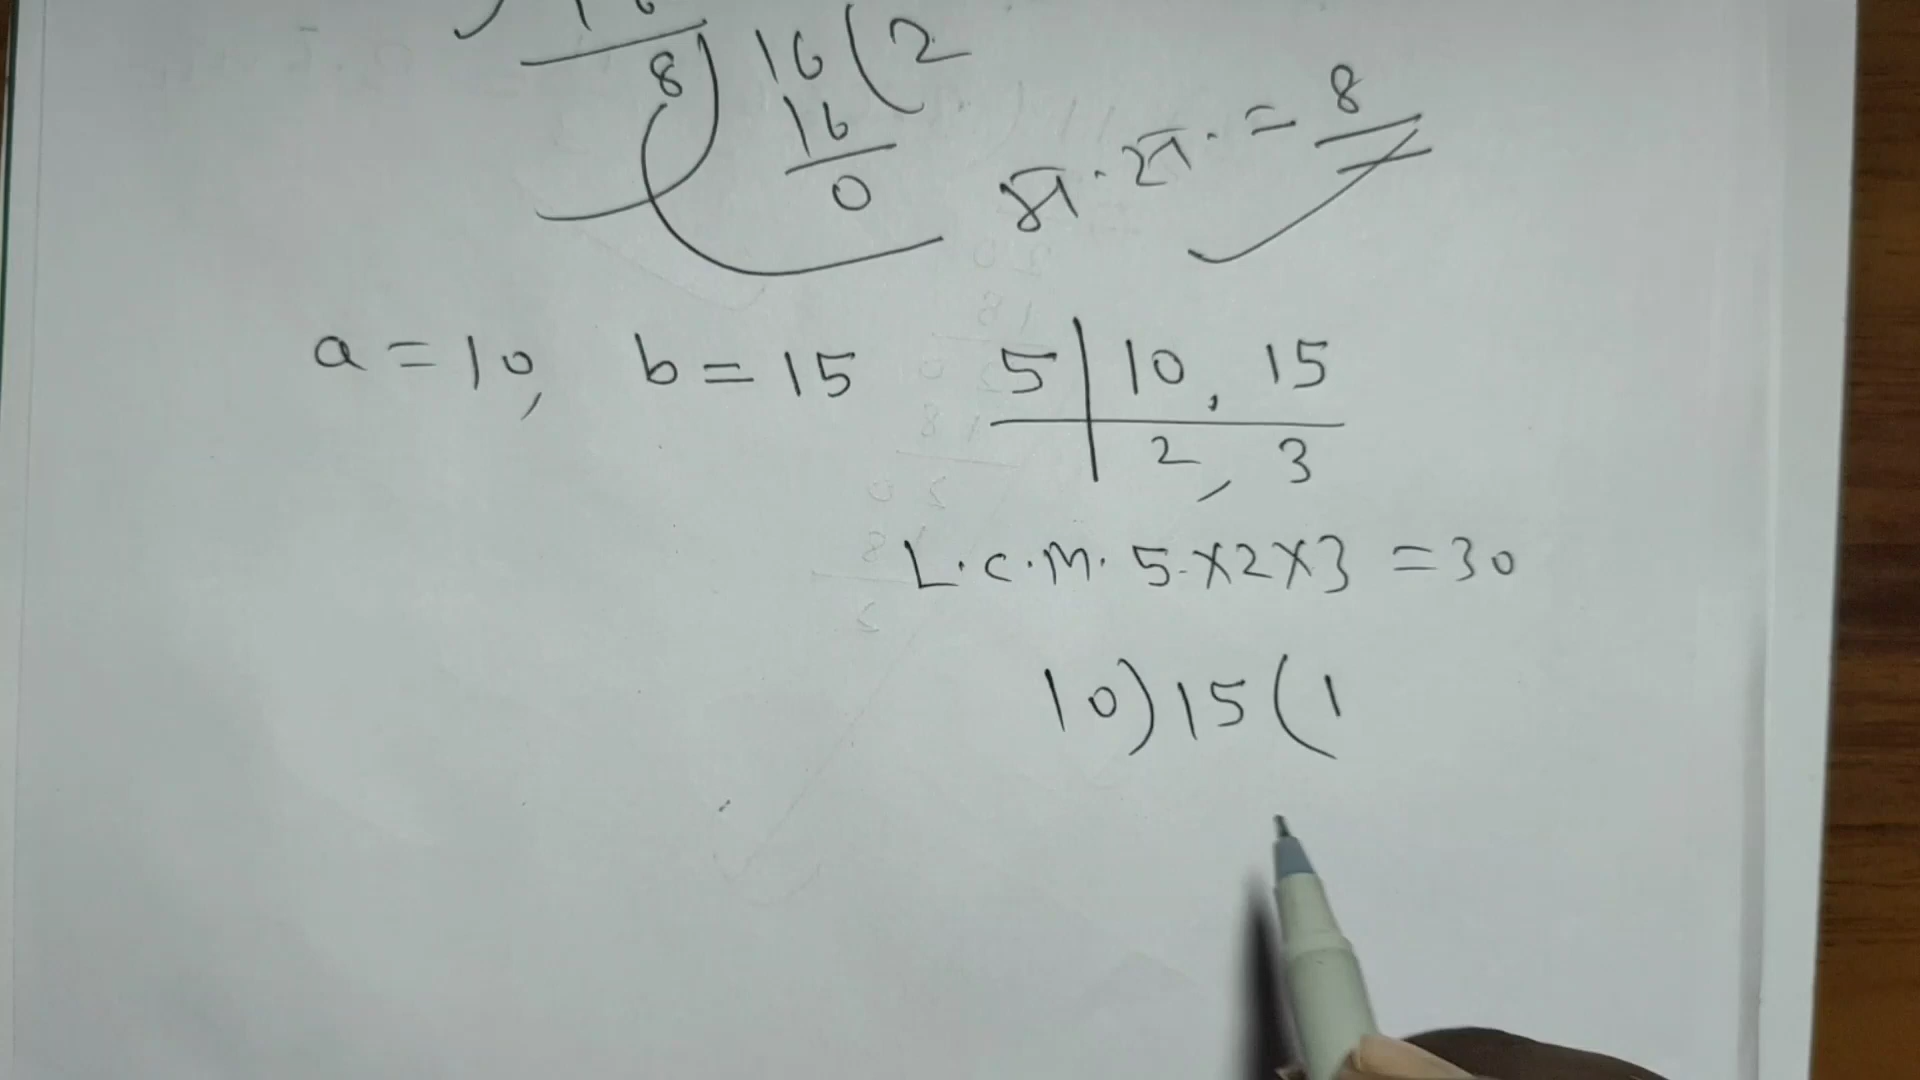 8) 16 ( 2
16
0
= 8
a = 10, b = 15
5 | 10, 15
2, 3
L.C.M. 5 × 2 × 3 = 30
10) 15 ( 1